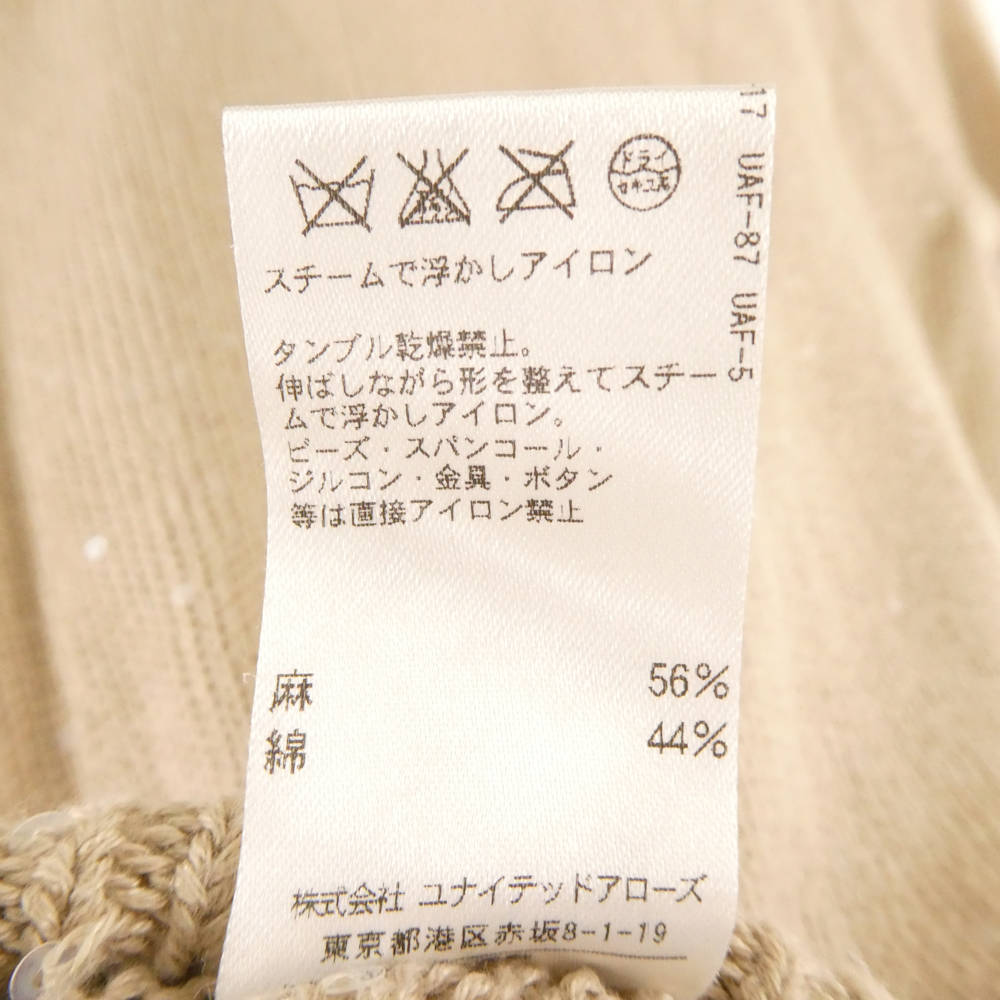 ドライ
セキユ系
スチームで浮かしアイロン
タンブル乾燥禁止。
伸ばしながら形を整えてスチー
ムで浮かしアイロン。
ビーズ・スパンコール・
ジルコン・金具・ボタン
等は直接アイロン禁止
麻 56%
綿 44%
株式会社 ユナイテッドアローズ
東京都港区赤坂8-1-19
-17 UAF-87 UAF-5